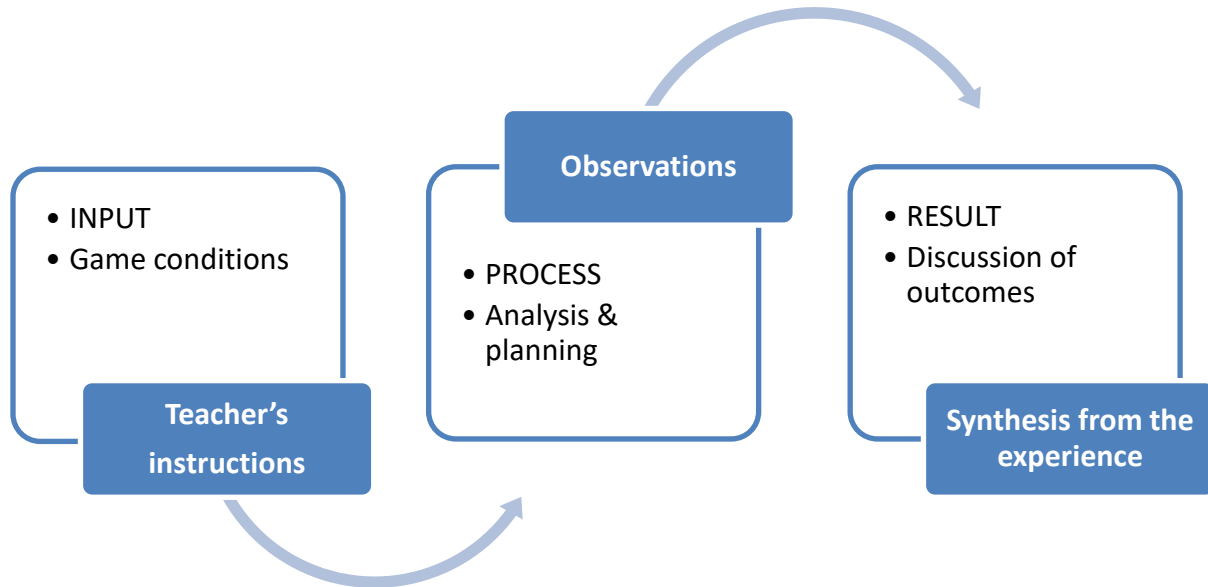 • INPUT
• Game conditions
Teacher’s
instructions
Observations
• PROCESS
• Analysis &
planning
• RESULT
• Discussion of
outcomes
Synthesis from the
experience